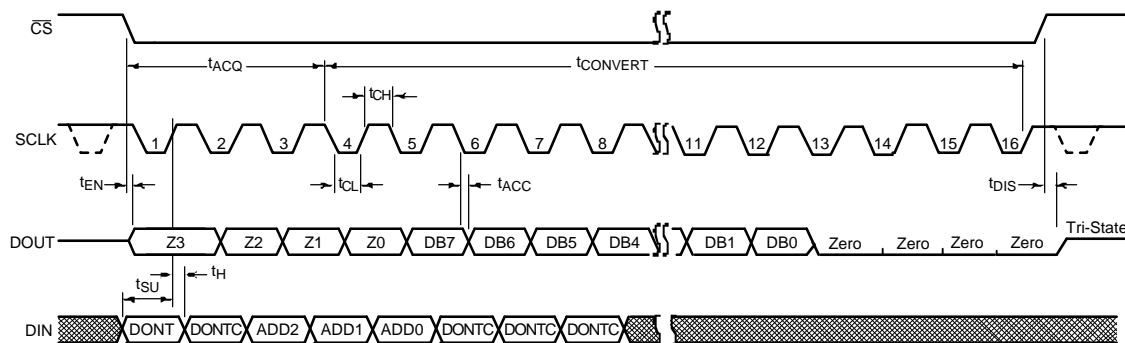 CS
tACQ
tCONVERT
tCH
SCLK
1 2 3 4 5 6 7 8 11 12 13 14 15 16
tEN
tCL
tACC
tDIS
DOUT
Z3 Z2 Z1 Z0 DB7 DB6 DB5 DB4 DB1 DB0 Zero Zero Zero Zero
Tri-State
tSU
tH
DIN
DONT DONTC ADD2 ADD1 ADD0 DONTC DONTC DONTC